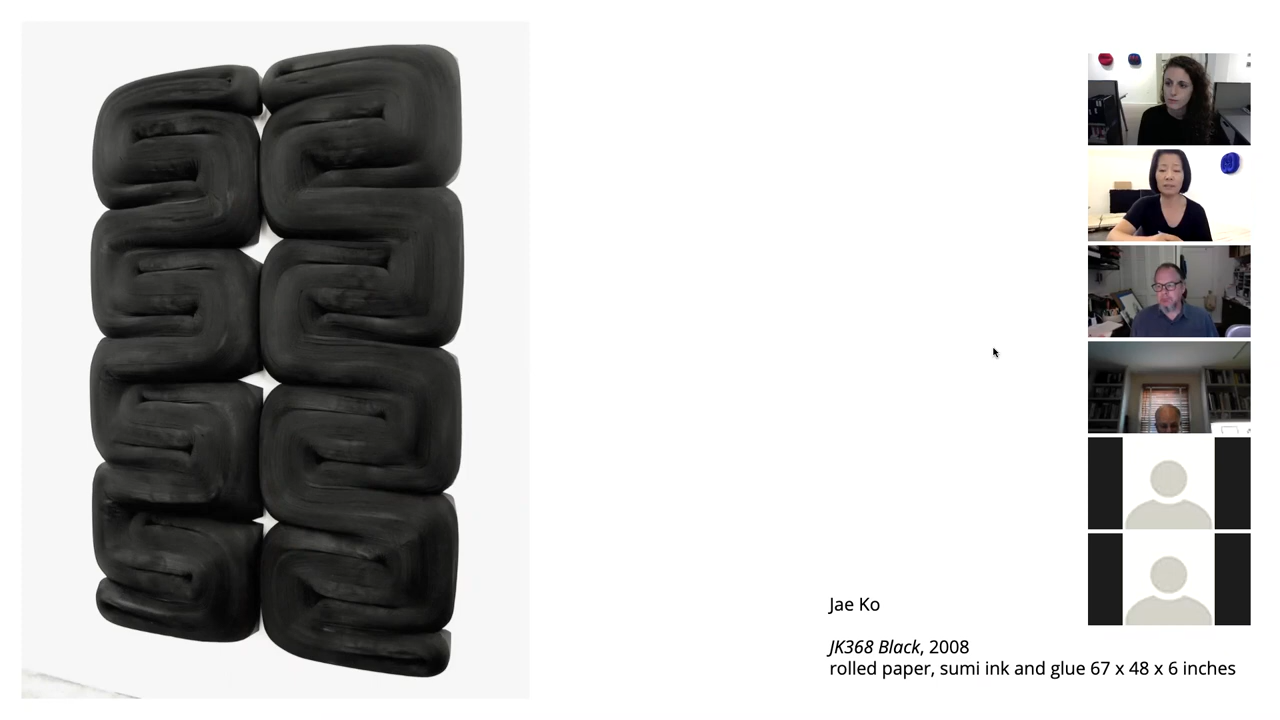 Jae Ko
JK368 Black, 2008
rolled paper, sumi ink and glue 67 x 48 x 6 inches